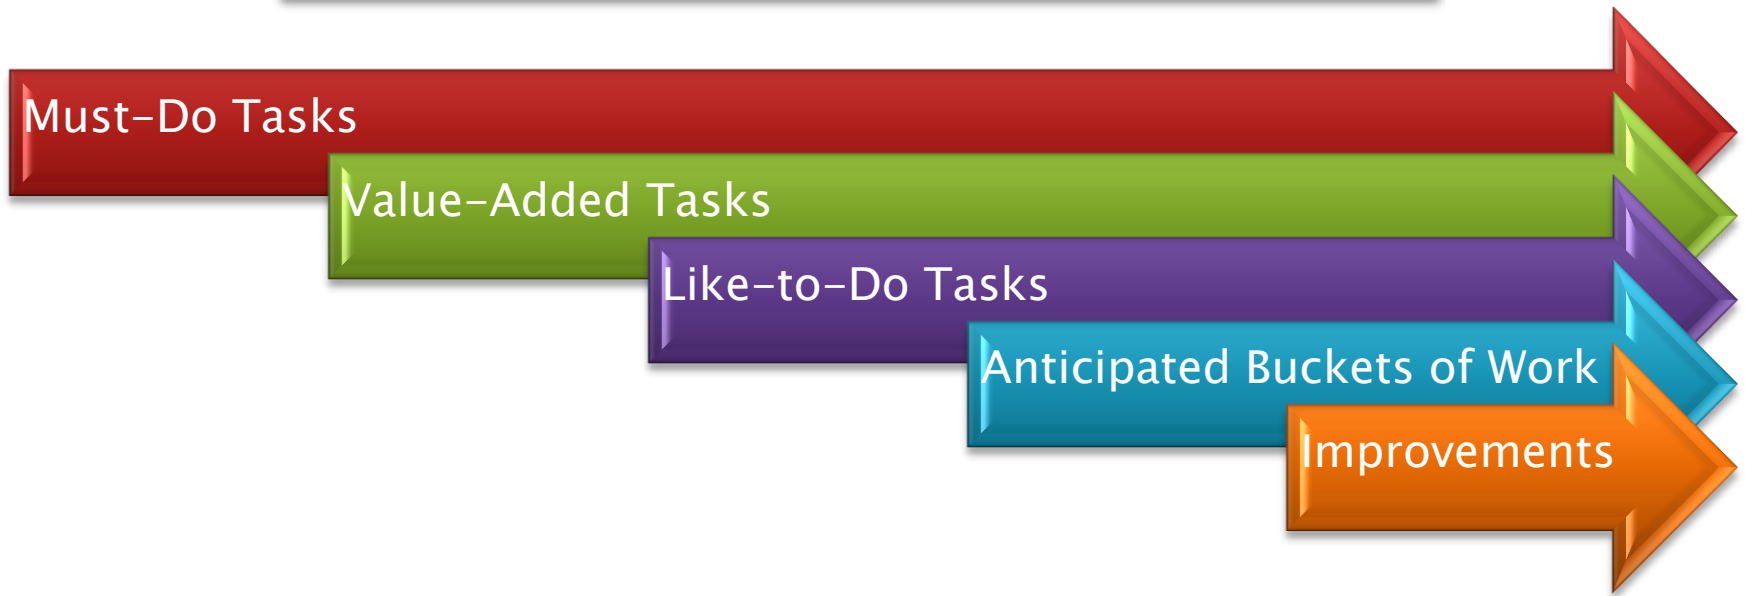 Must-Do Tasks
Value-Added Tasks
Like-to-Do Tasks
Anticipated Buckets of Work
Improvements